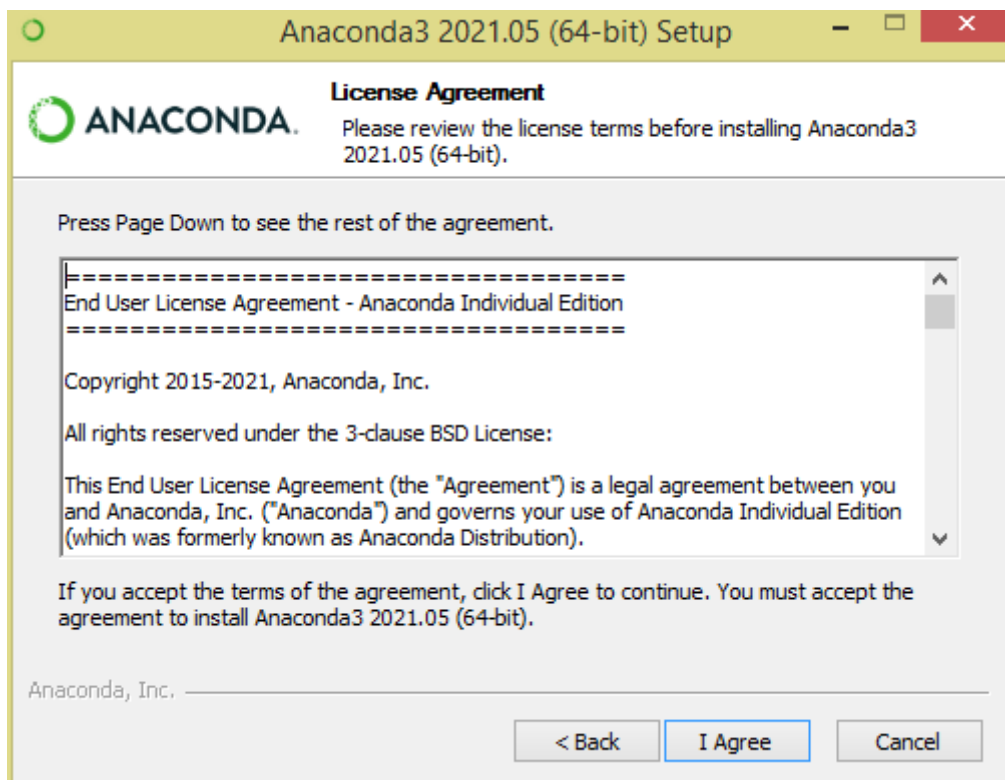 Anaconda3 2021.05 (64-bit) Setup
ANACONDA.
License Agreement
Please review the license terms before installing Anaconda3
2021.05 (64-bit).
Press Page Down to see the rest of the agreement.
===================================
End User License Agreement - Anaconda Individual Edition
===================================
Copyright 2015-2021, Anaconda, Inc.
All rights reserved under the 3-clause BSD License:
This End User License Agreement (the "Agreement") is a legal agreement between you
and Anaconda, Inc. ("Anaconda") and governs your use of Anaconda Individual Edition
(which was formerly known as Anaconda Distribution).
If you accept the terms of the agreement, click I Agree to continue. You must accept the
agreement to install Anaconda3 2021.05 (64-bit).
Anaconda, Inc.
< Back I Agree Cancel